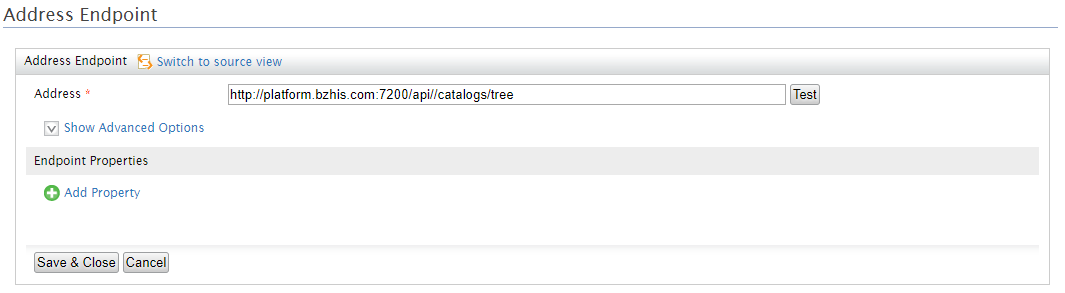 Address Endpoint
Address Endpoint Switch to source view
Address * http://platform.bzhis.com:7200/api//catalogs/tree Test
Show Advanced Options
Endpoint Properties
Add Property
Save & Close Cancel